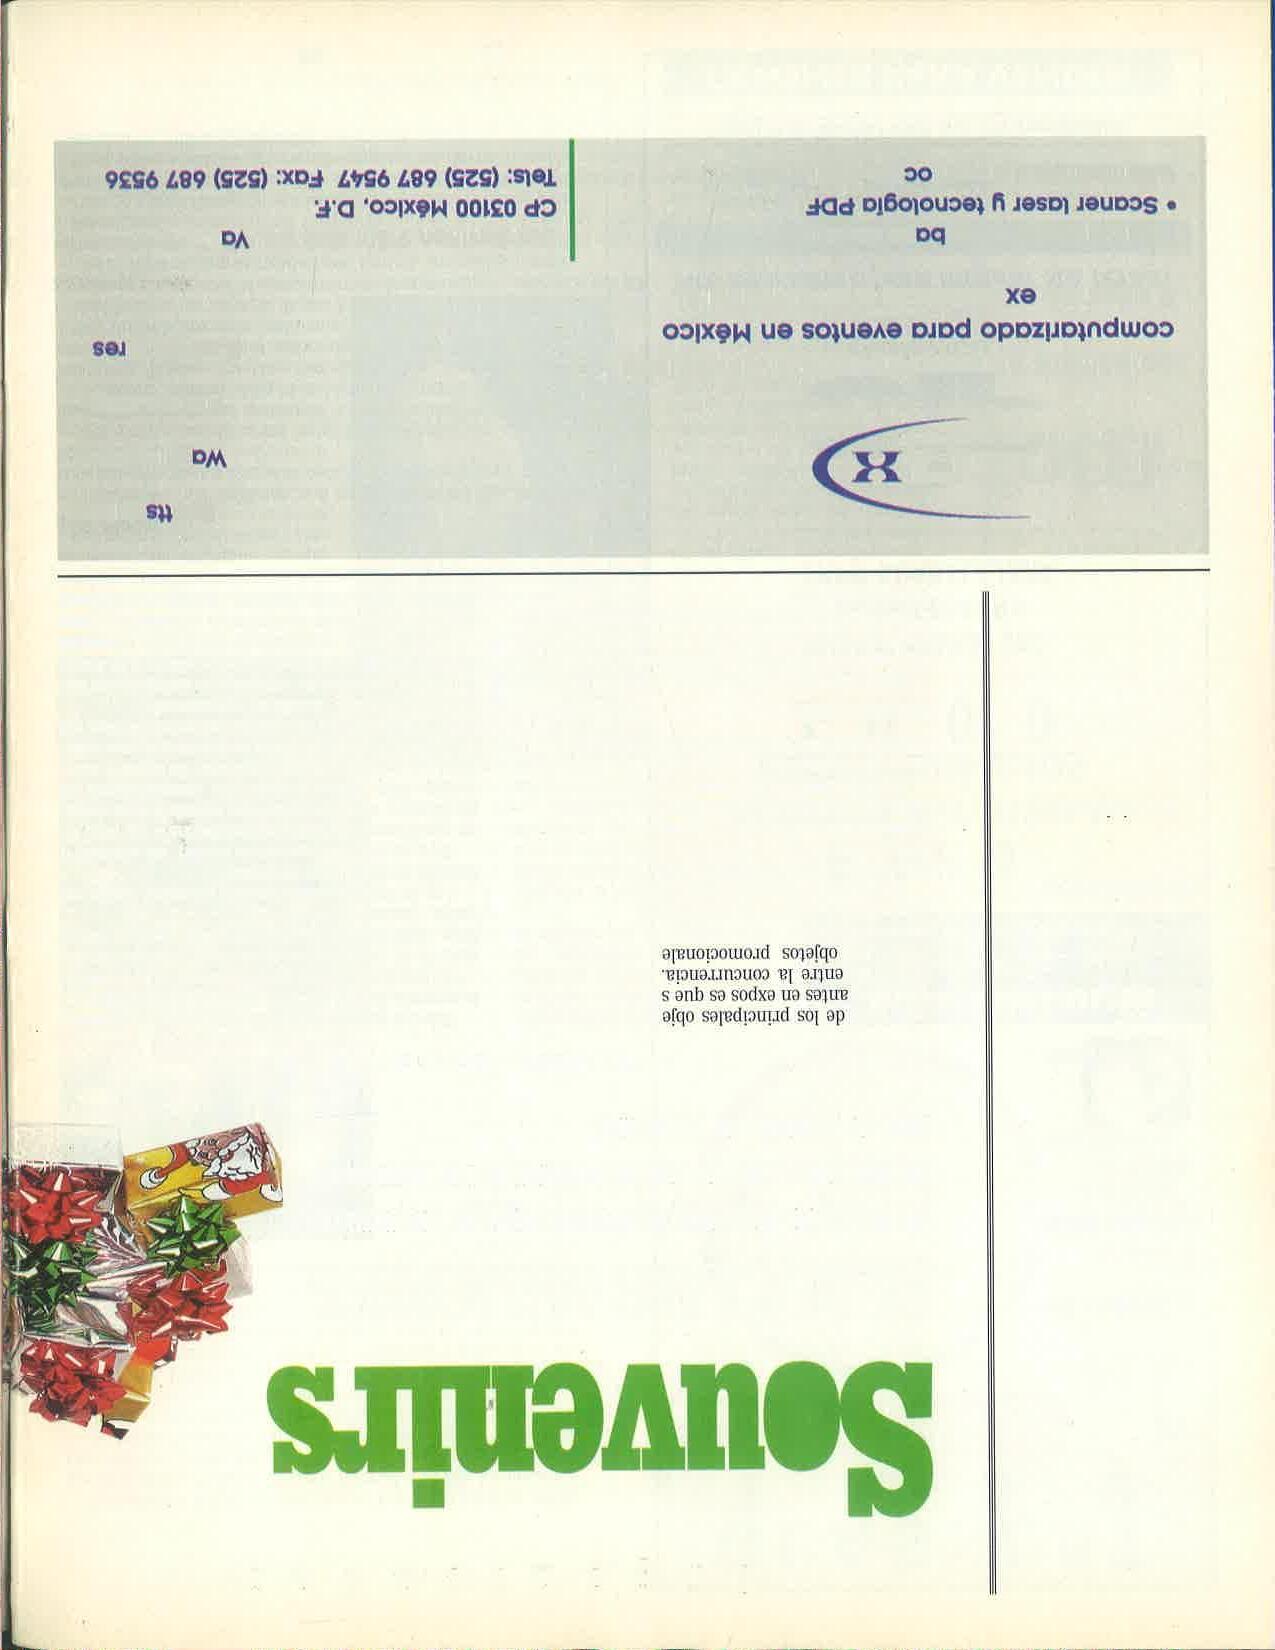 Souvenirs
de los principales obje
antes en expos es que s
entre la concurrencia.
objetos promocionale
X
computarizado para eventos en México
ex
ba
• Scaner laser y tecnología PDF
oc
tts
Wa
res
Va
CP 03100 México, D.F.
Tels: (525) 687 9547 Fax: (525) 687 9536